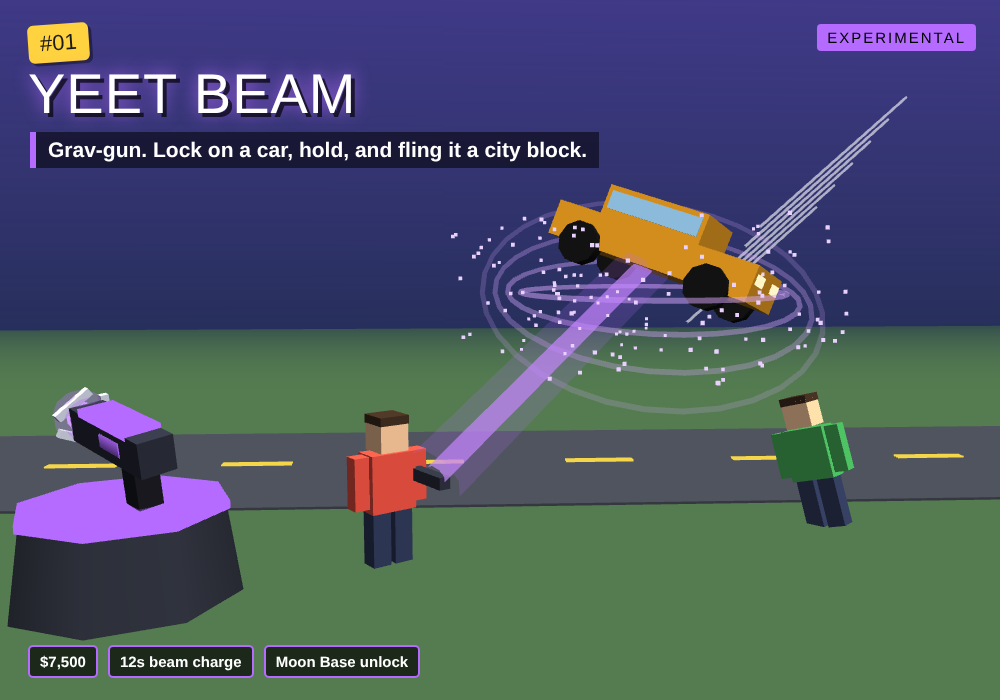 #01
EXPERIMENTAL
YEET BEAM
Grav-gun. Lock on a car, hold, and fling it a city block.
$7,500
12s beam charge
Moon Base unlock